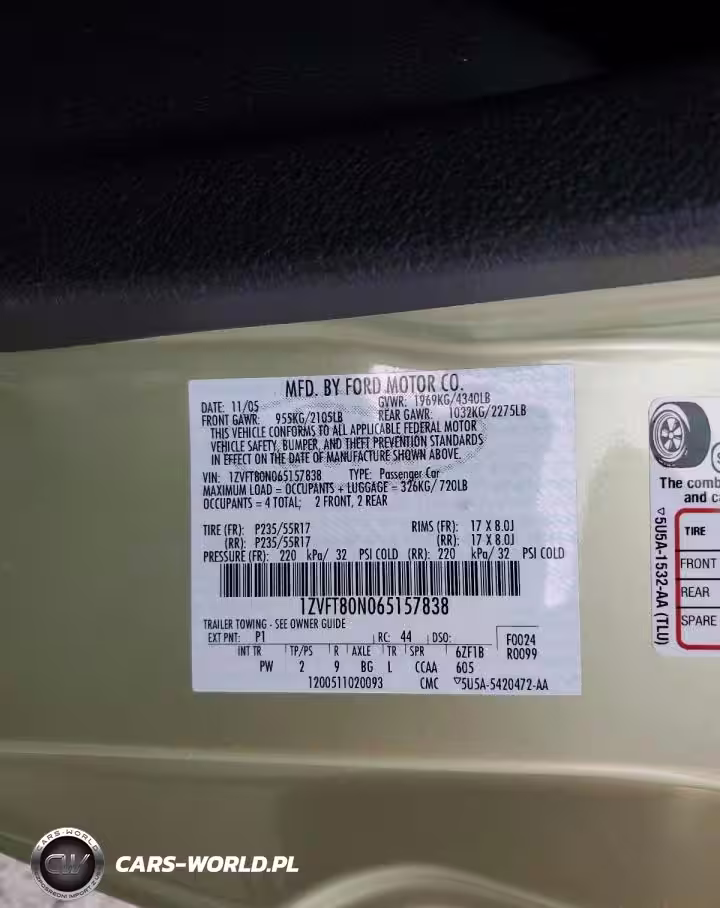 MFD. BY FORD MOTOR CO.
DATE: 11/05 GVWR: 1969KG/4340LB
FRONT GAWR: 955KG/2105LB REAR GAWR: 1032KG/2275LB
THIS VEHICLE CONFORMS TO ALL APPLICABLE FEDERAL MOTOR
VEHICLE SAFETY, BUMPER, AND THEFT PREVENTION STANDARDS
IN EFFECT ON THE DATE OF MANUFACTURE SHOWN ABOVE.
VIN: 1ZVFT80N065157838 TYPE: Passenger Car
MAXIMUM LOAD = OCCUPANTS + LUGGAGE = 326KG/720LB
OCCUPANTS = 4 TOTAL; 2 FRONT, 2 REAR
TIRE (FR): P235/55R17 RIMS (FR): 17 X 8.0J
(RR): P235/55R17 (RR): 17 X 8.0J
PRESSURE (FR): 220 kPa/ 32 PSI COLD (RR): 220 kPa/ 32 PSI COLD
1ZVFT80N065157838
TRAILER TOWING - SEE OWNER GUIDE
EXT PNT: P1 RC: 44 DSO: F0024
INT TR TP/PS R AXLE TR SPR 6ZF1B R0099
PW 2 9 BG L CCAA 605
1200511020093 CMC ▽5U5A-5420472-AA
The comb
and ca
▽5U5A-1532-AA (TLU)
TIRE
FRONT
REAR
SPARE
CARS-WORLD
CW
CARS-WORLD.PL